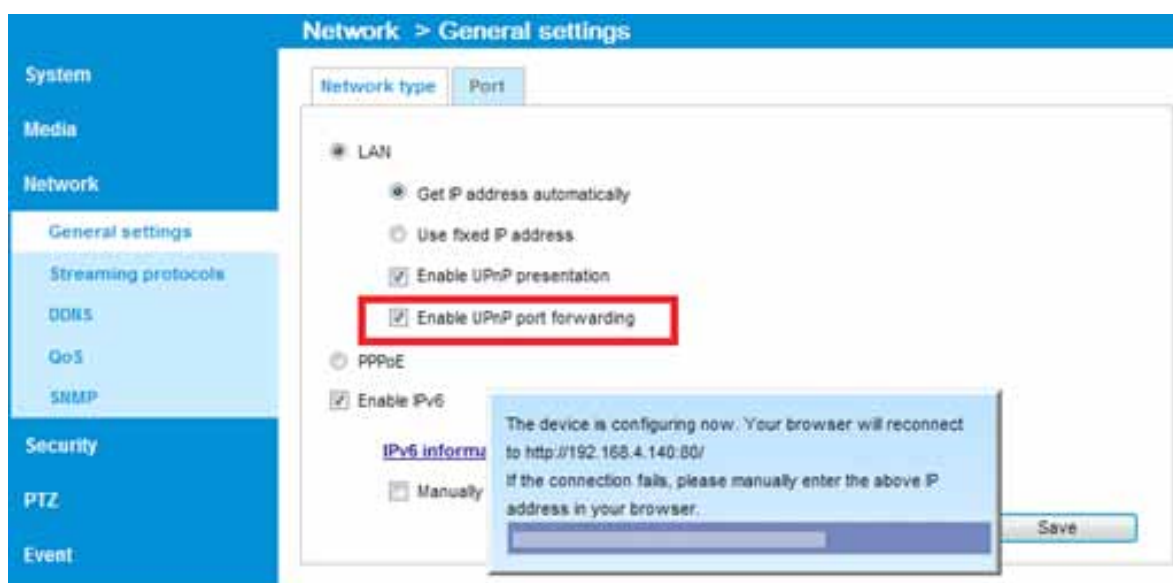 Network > General settings
System
Media
Network
General settings
Streaming protocols
DDNS
QoS
SNMP
Security
PTZ
Event
Network type
Port
LAN
Get IP address automatically
Use fixed IP address
Enable UPnP presentation
Enable UPnP port forwarding
PPPoE
Enable IPv6
IPv6 informa
Manually
The device is configuring now. Your browser will reconnect
to http://192.168.4.140:80/
If the connection fails, please manually enter the above IP
address in your browser.
Save